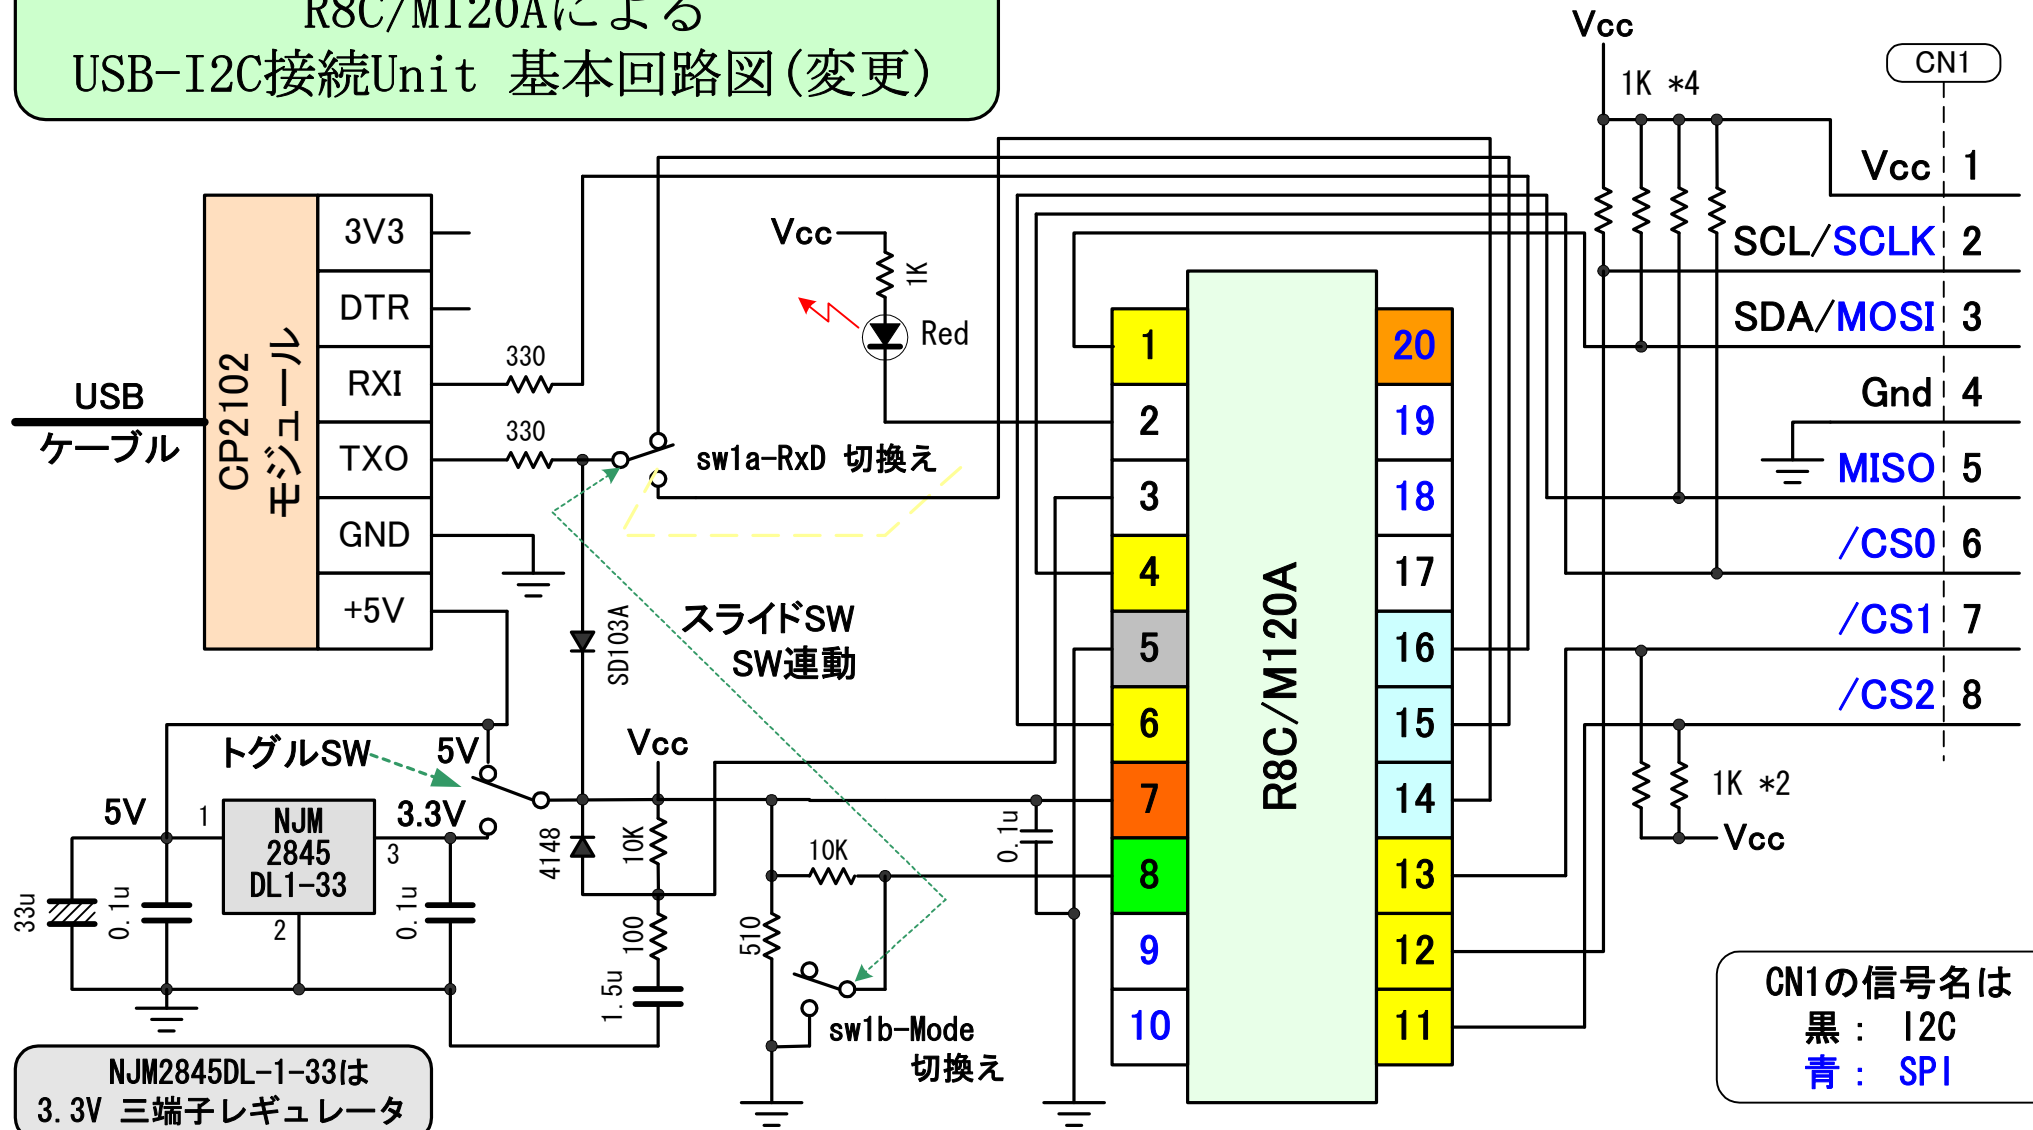 R8C/M120Aによる
USB-I2C接続Unit 基本回路図(変更)
Vcc
CN1
1K *4
Vcc 1
SCL/SCLK 2
SDA/MOSI 3
Gnd 4
MISO 5
/CS0 6
/CS1 7
/CS2 8
1K *2
Vcc
CN1の信号名は
黒: I2C
青: SPI
USB
ケーブル
CP2102
モジュール
3V3
DTR
RXI
TXO
GND
+5V
330
330
Vcc
1K
Red
sw1a-RxD 切換え
スライドSW
SW連動
SD103A
トグルSW
5V
Vcc
5V
1
NJM
2845
DL1-33
3.3V
3
2
33u
0.1u
0.1u
4148
10K
100
1.5u
510
10K
0.1u
sw1b-Mode
切換え
NJM2845DL-1-33は
3.3V 三端子レギュレータ
R8C/M120A
1
2
3
4
5
6
7
8
9
10
20
19
18
17
16
15
14
13
12
11